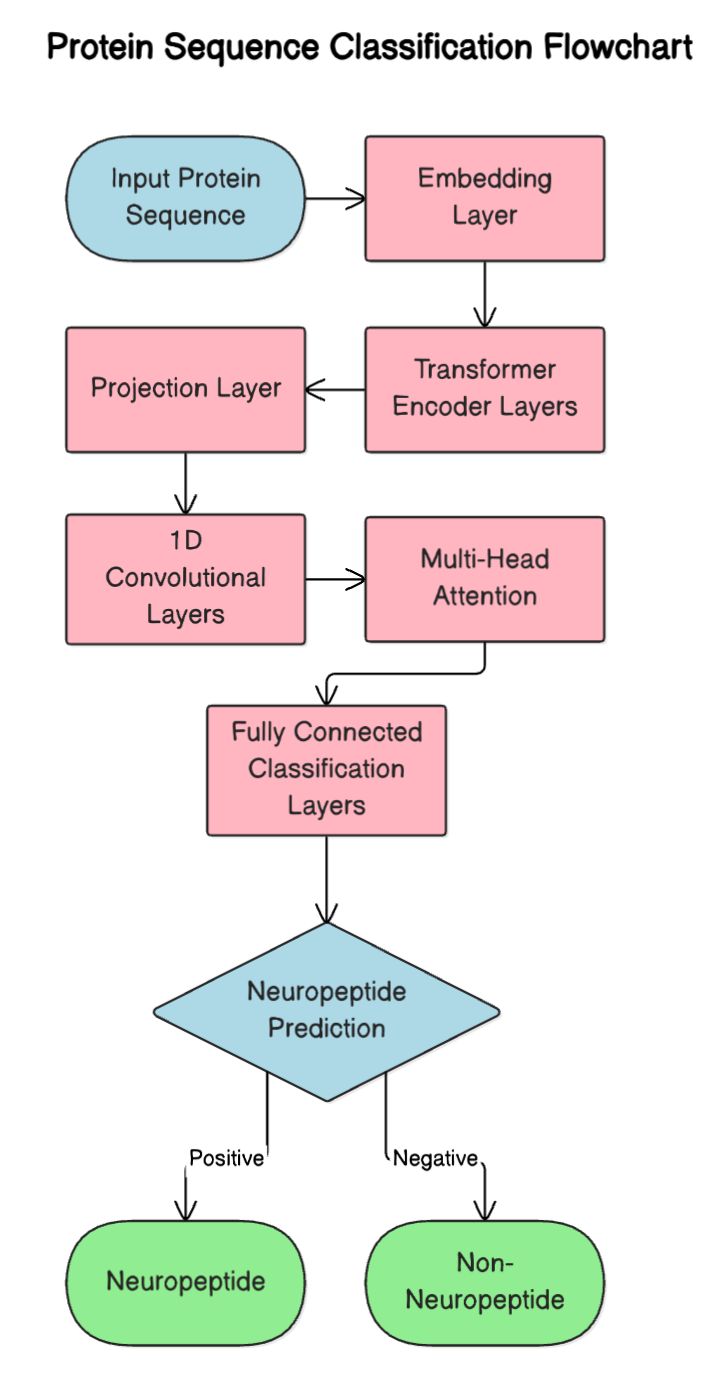 Protein Sequence Classification Flowchart
Input Protein
Sequence
Embedding
Layer
Transformer
Encoder Layers
Projection Layer
1D
Convolutional
Layers
Multi-Head
Attention
Fully Connected
Classification
Layers
Neuropeptide
Prediction
Positive
Negative
Neuropeptide
Non-
Neuropeptide